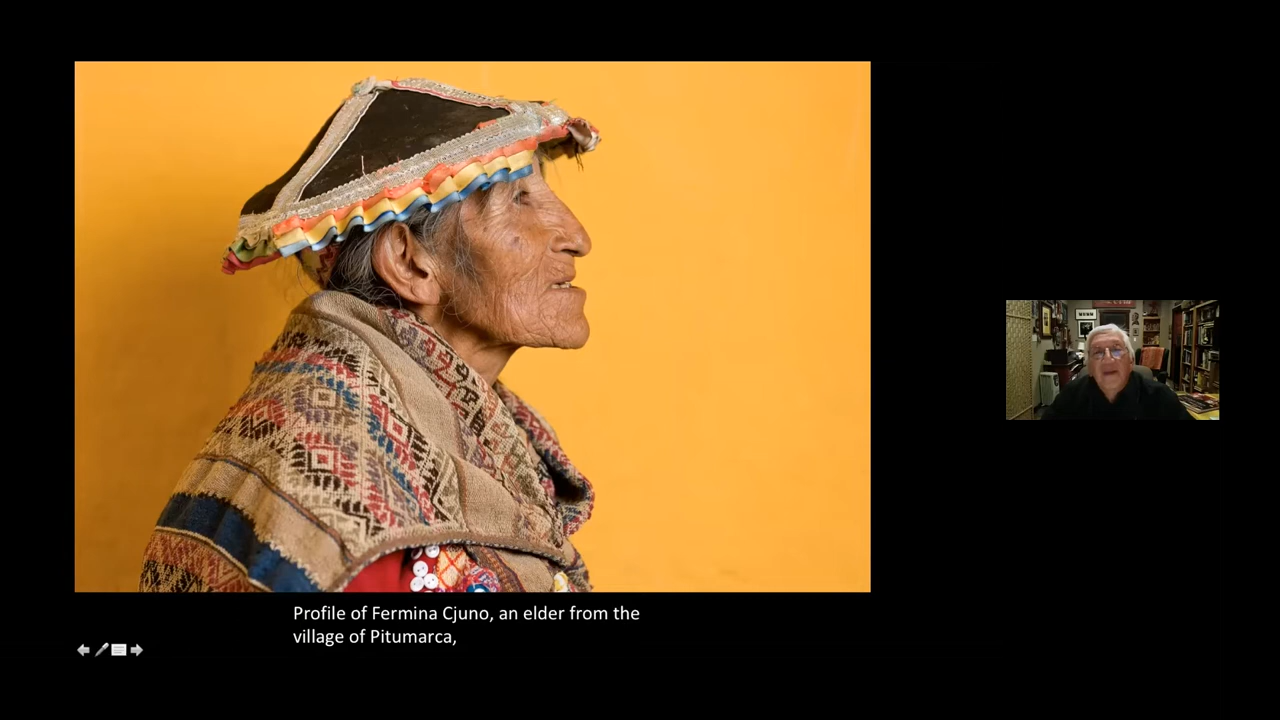 Profile of Fermina Cjuno, an elder from the
village of Pitumarca,